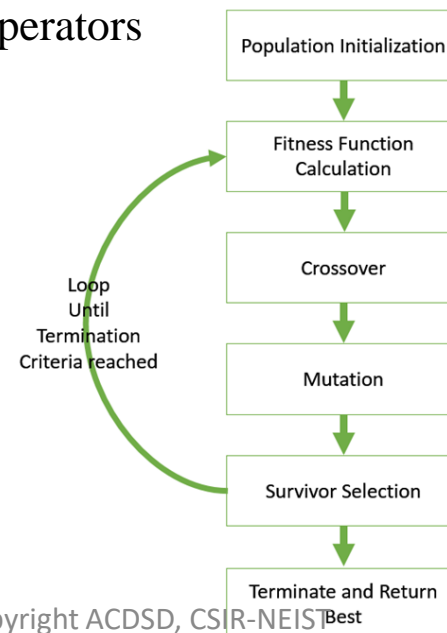 perators
Population Initialization
Fitness Function
Calculation
Crossover
Loop
Until
Termination
Criteria reached
Mutation
Survivor Selection
Terminate and Return
Best
pyright ACDSD, CSIR-NEIST